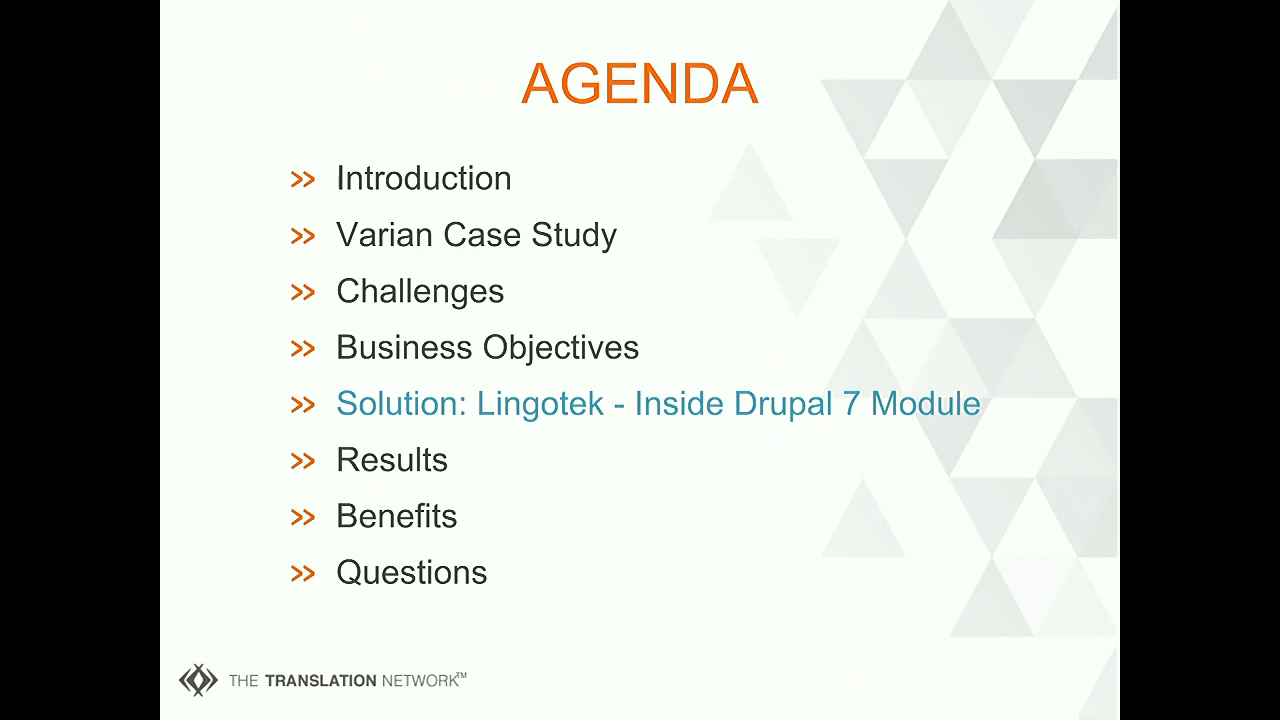 AGENDA
>> Introduction
>> Varian Case Study
>> Challenges
>> Business Objectives
>> Solution: Lingotek - Inside Drupal 7 Module
>> Results
>> Benefits
>> Questions
THE TRANSLATION NETWORK™